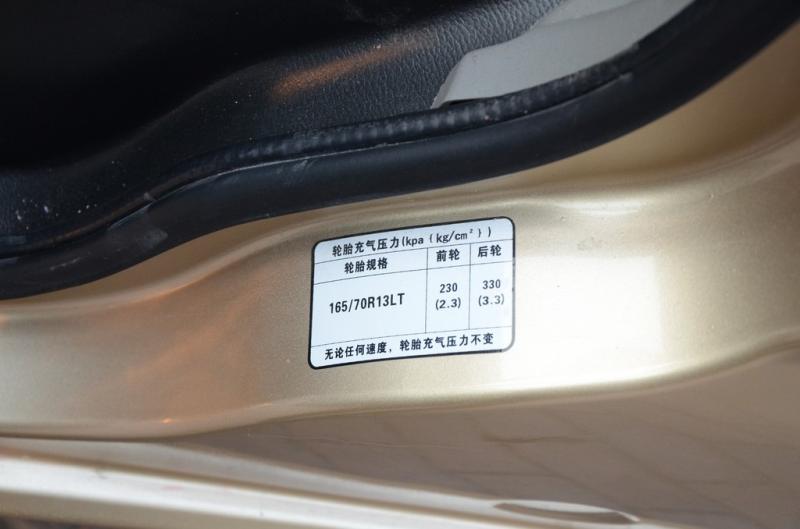 轮胎充气压力(kpa{kg/cm²})
轮胎规格 前轮 后轮
165/70R13LT 230 330
(2.3) (3.3)
无论任何速度，轮胎充气压力不变